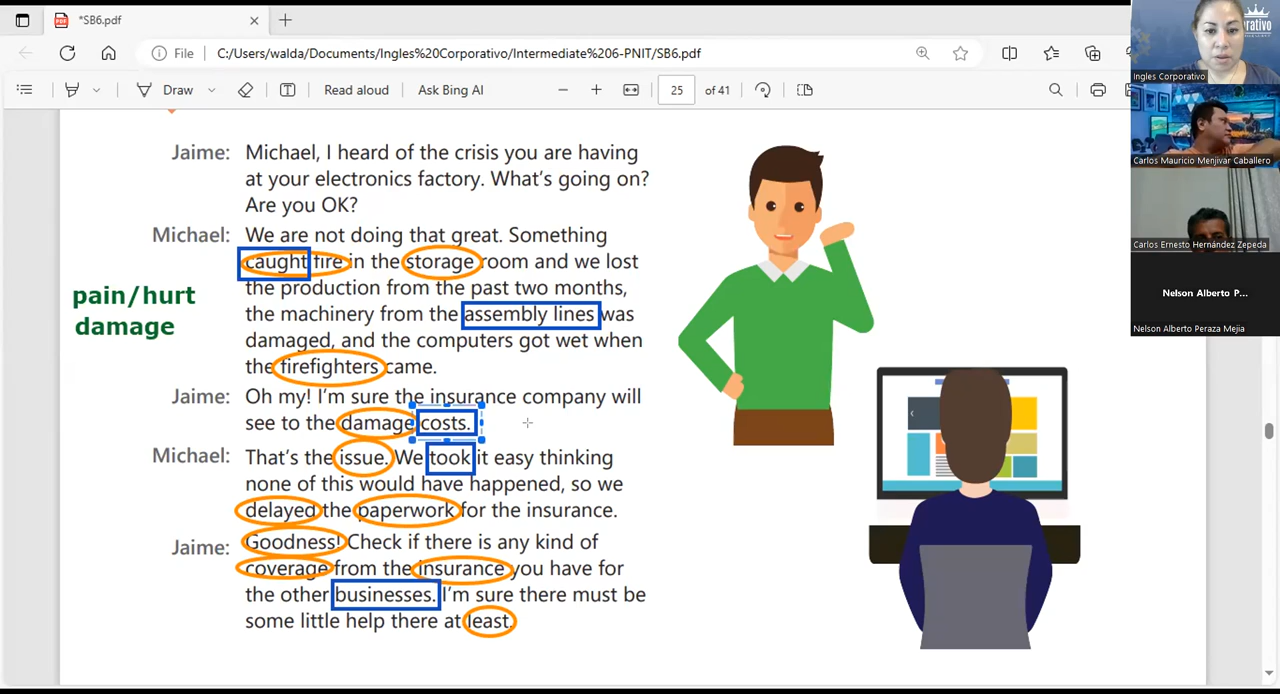 *SB6.pdf
File C:/Users/walda/Documents/Ingles%20Corporativo/Intermediate%206-PNIT/SB6.pdf
Draw Read aloud Ask Bing AI 25 of 41
Jaime: Michael, I heard of the crisis you are having
at your electronics factory. What's going on?
Are you OK?
Michael: We are not doing that great. Something
caught fire in the storage room and we lost
the production from the past two months,
the machinery from the assembly lines was
damaged, and the computers got wet when
the firefighters came.
pain/hurt
damage
Jaime: Oh my! I'm sure the insurance company will
see to the damage costs.
Michael: That's the issue. We took it easy thinking
none of this would have happened, so we
delayed the paperwork for the insurance.
Jaime: Goodness! Check if there is any kind of
coverage from the insurance you have for
the other businesses. I'm sure there must be
some little help there at least.
Ingles Corporativo
Carlos Mauricio Menjivar Caballero
Carlos Ernesto Hernández Zepeda
Nelson Alberto P...
Nelson Alberto Peraza Mejia